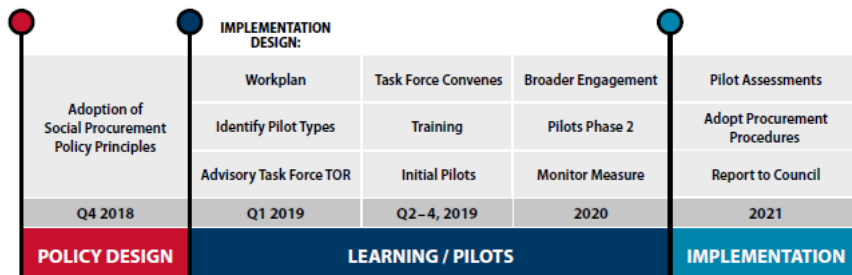 IMPLEMENTATION
DESIGN:
Workplan
Task Force Convenes
Broader Engagement
Pilot Assessments
Adoption of
Social Procurement
Policy Principles
Identify Pilot Types
Training
Pilots Phase 2
Adopt Procurement
Procedures
Advisory Task Force TOR
Initial Pilots
Monitor Measure
Report to Council
Q4 2018
Q1 2019
Q2–4, 2019
2020
2021
POLICY DESIGN
LEARNING / PILOTS
IMPLEMENTATION